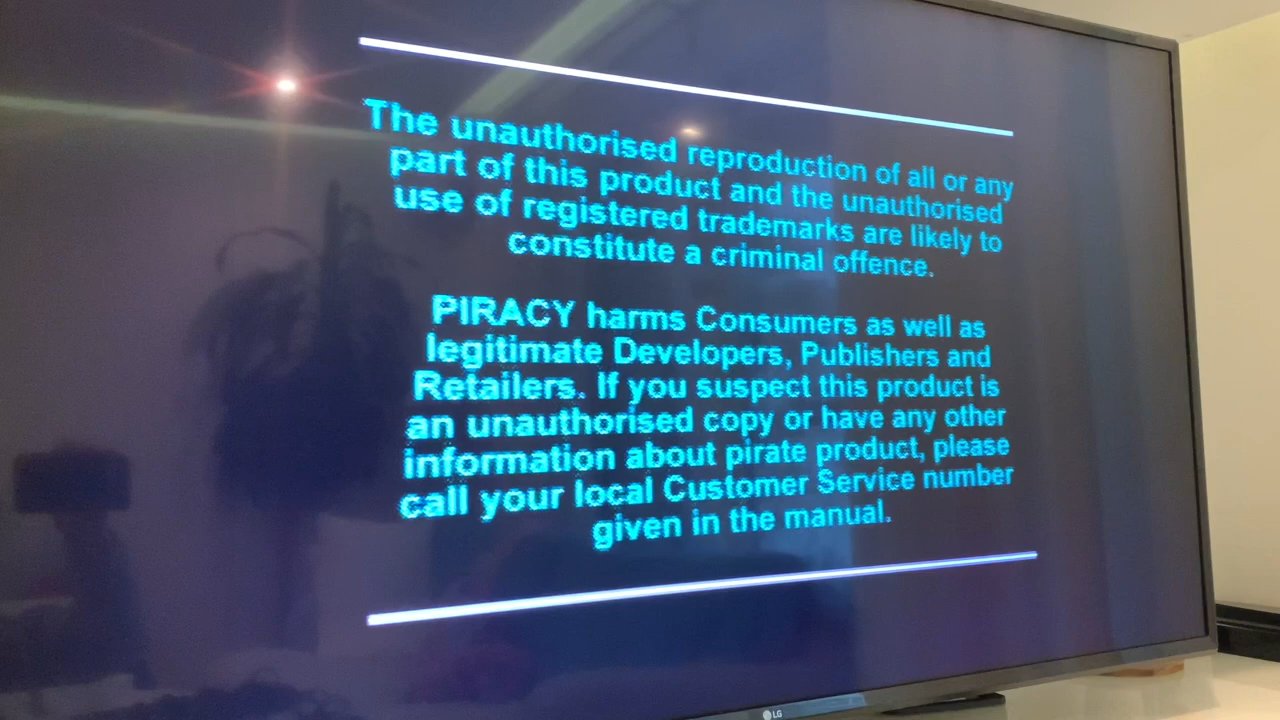 The unauthorised reproduction of all or any
part of this product and the unauthorised
use of registered trademarks are likely to
constitute a criminal offence.
PIRACY harms Consumers as well as
legitimate Developers, Publishers and
Retailers. If you suspect this product is
an unauthorised copy or have any other
information about pirate product, please
call your local Customer Service number
given in the manual.
LG